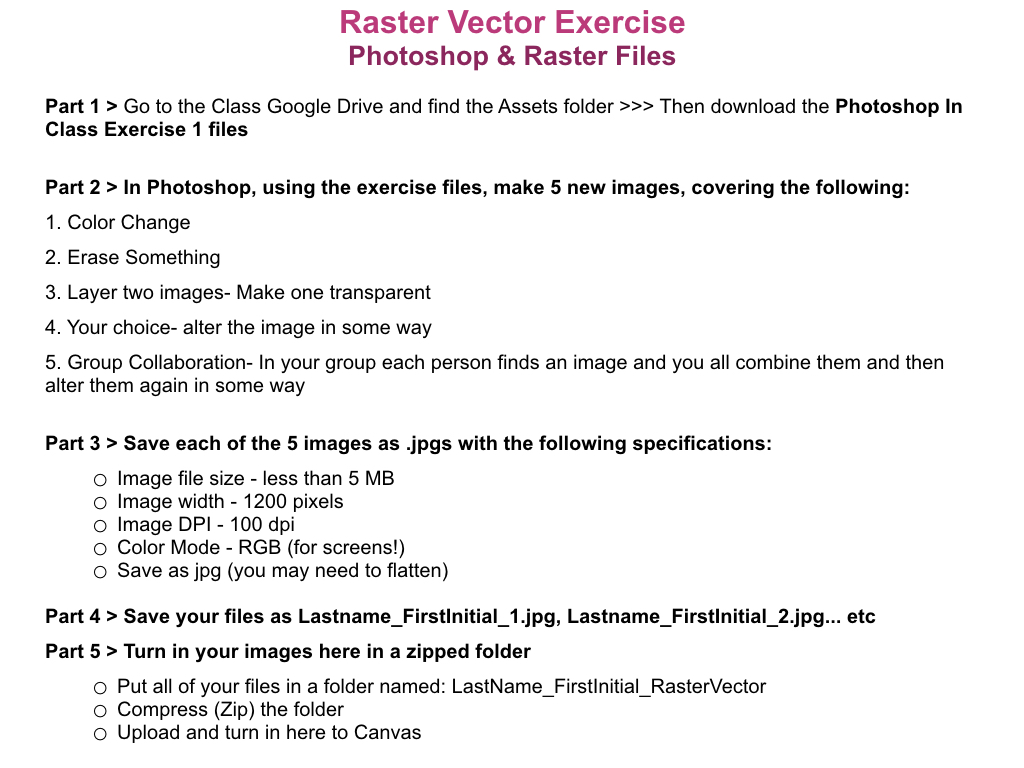 Raster Vector Exercise
Photoshop & Raster Files
Part 1 > Go to the Class Google Drive and find the Assets folder >>> Then download the Photoshop In
Class Exercise 1 files
Part 2 > In Photoshop, using the exercise files, make 5 new images, covering the following:
1. Color Change
2. Erase Something
3. Layer two images- Make one transparent
4. Your choice- alter the image in some way
5. Group Collaboration- In your group each person finds an image and you all combine them and then
alter them again in some way
Part 3 > Save each of the 5 images as .jpgs with the following specifications:
○ Image file size - less than 5 MB
○ Image width - 1200 pixels
○ Image DPI - 100 dpi
○ Color Mode - RGB (for screens!)
○ Save as jpg (you may need to flatten)
Part 4 > Save your files as Lastname_FirstInitial_1.jpg, Lastname_FirstInitial_2.jpg... etc
Part 5 > Turn in your images here in a zipped folder
○ Put all of your files in a folder named: LastName_FirstInitial_RasterVector
○ Compress (Zip) the folder
○ Upload and turn in here to Canvas